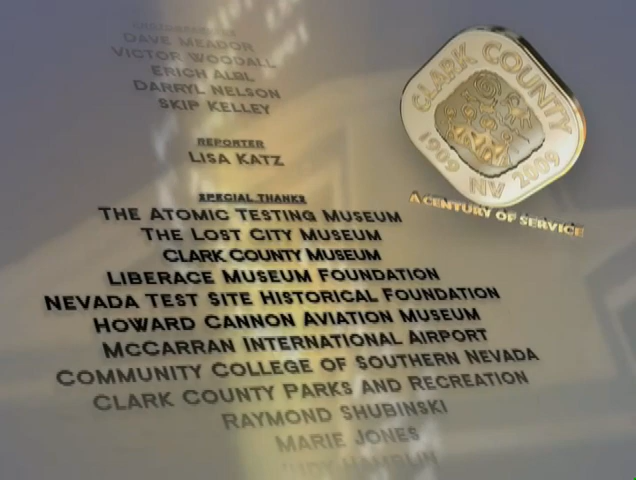 DAVE MEADOR
VICTOR WOODALL
ERICH ALBL
DARRYL NELSON
SKIP KELLEY
REPORTER
LISA KATZ
SPECIAL THANKS
THE ATOMIC TESTING MUSEUM
THE LOST CITY MUSEUM
CLARK COUNTY MUSEUM
LIBERACE MUSEUM FOUNDATION
NEVADA TEST SITE HISTORICAL FOUNDATION
HOWARD CANNON AVIATION MUSEUM
MCCARRAN INTERNATIONAL AIRPORT
COMMUNITY COLLEGE OF SOUTHERN NEVADA
CLARK COUNTY PARKS AND RECREATION
RAYMOND SHUBINSKI
MARIE JONES
CLARK COUNTY
1909 NV 2009
A CENTURY OF SERVICE